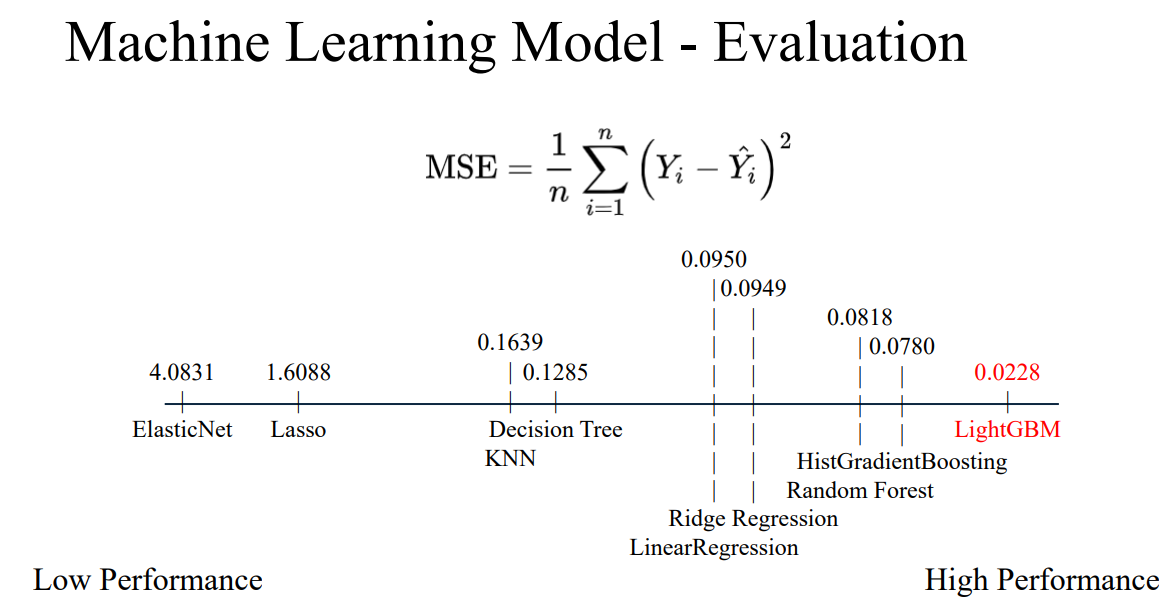 Machine Learning Model - Evaluation
MSE = \frac{1}{n} \sum_{i=1}^{n} \left( Y_i - \hat{Y}_i \right)^2
0.0950
0.0949
0.0818
0.1639
0.0780
4.0831 1.6088 0.1285 0.0228
ElasticNet Lasso Decision Tree LightGBM
KNN
HistGradientBoosting
Random Forest
Ridge Regression
LinearRegression
Low Performance High Performance